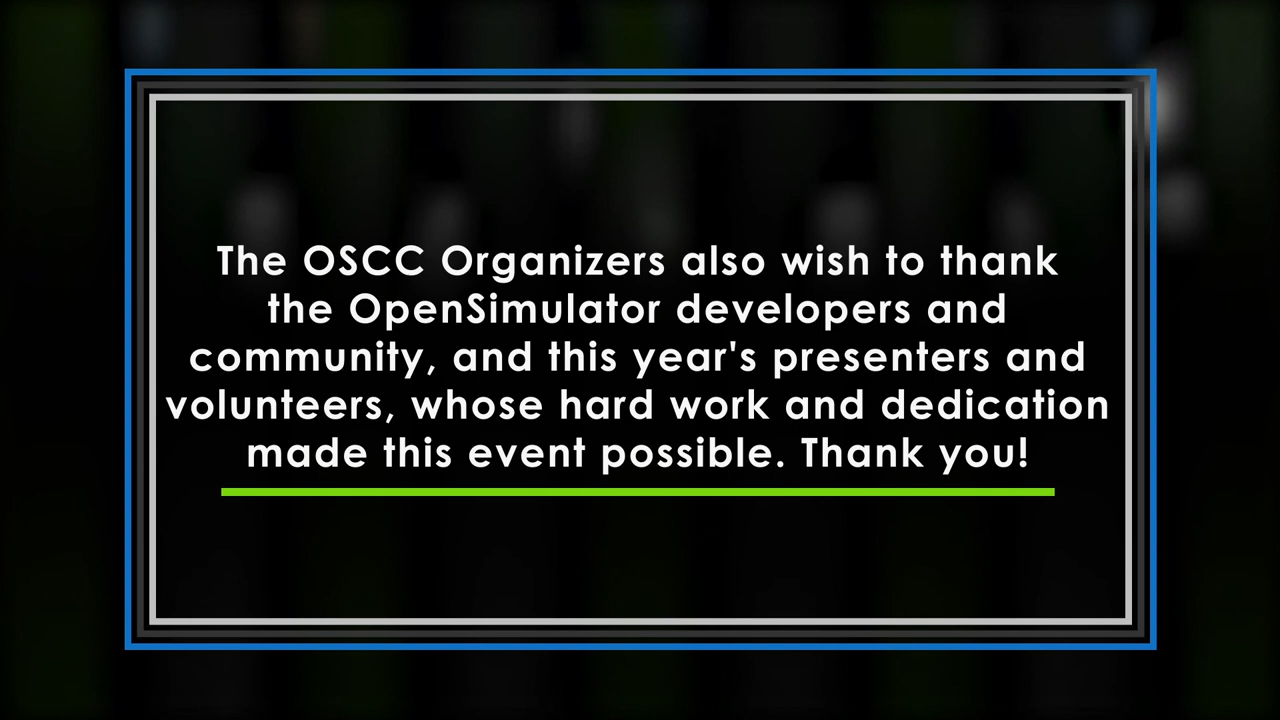 The OSCC Organizers also wish to thank
the OpenSimulator developers and
community, and this year's presenters and
volunteers, whose hard work and dedication
made this event possible. Thank you!